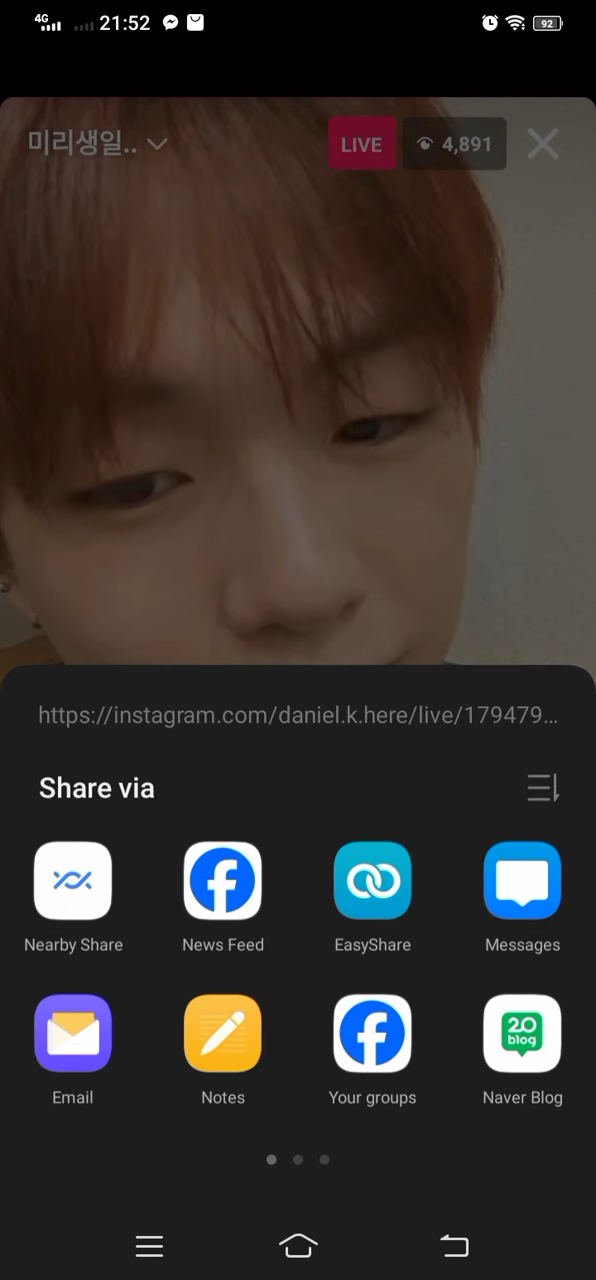 4G 21:52 92
미리생일..
LIVE 4,891
https://instagram.com/daniel.k.here/live/179479...
Share via
Nearby Share News Feed EasyShare Messages
2.0
blog
Email Notes Your groups Naver Blog